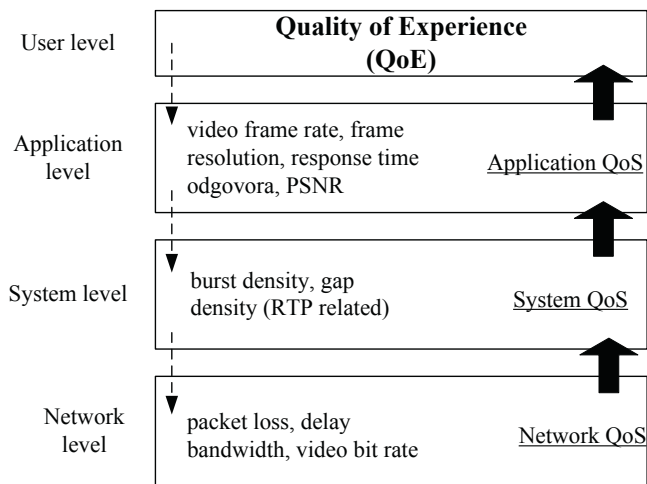 User level
Quality of Experience
(QoE)
Application
level
video frame rate, frame
resolution, response time
odgovora, PSNR
Application QoS
System level
burst density, gap
density (RTP related)
System QoS
Network
level
packet loss, delay
bandwidth, video bit rate
Network QoS